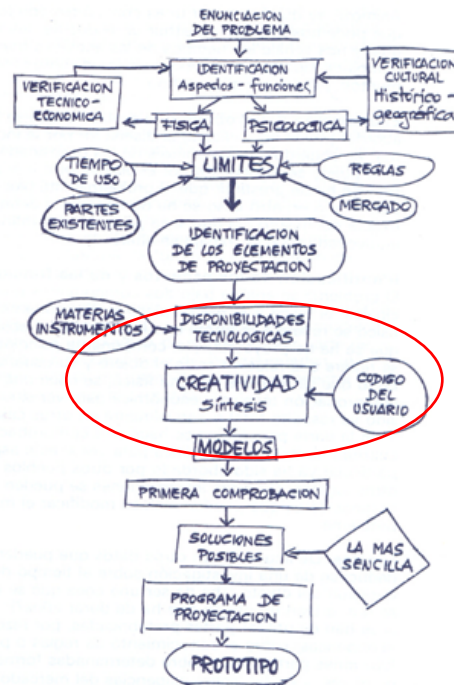 ENUNCIACION
DEL PROBLEMA
IDENTIFICACION
Aspectos - funciones
VERIFICACION
TECNICO-
ECONOMICA
VERIFICACION
CULTURAL
Histórico -
geográfica
FISICA
PSICOLOGICA
LIMITES
TIEMPO
DE USO
REGLAS
PARTES
EXISTENTES
MERCADO
IDENTIFICACION
DE LOS ELEMENTOS
DE PROYECTACION
MATERIAS
INSTRUMENTOS
DISPONIBILIDADES
TECNOLOGICAS
CREATIVIDAD
Síntesis
CODIGO
DEL
USUARIO
MODELOS
PRIMERA COMPROBACION
SOLUCIONES
POSIBLES
LA MAS
SENCILLA
PROGRAMA DE
PROYECTACION
PROTOTIPO